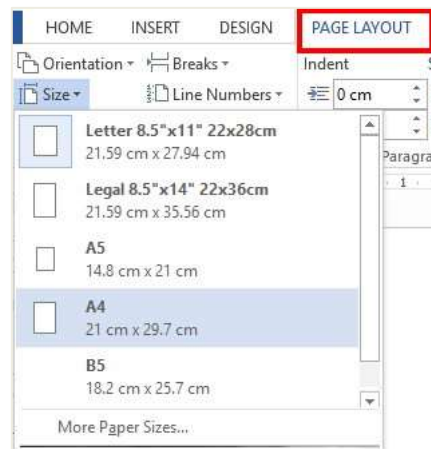 HOME INSERT DESIGN PAGE LAYOUT
Orientation Breaks Indent
Size Line Numbers 0 cm
Letter 8.5"x11" 22x28cm
21.59 cm x 27.94 cm
Paragra
Legal 8.5"x14" 22x36cm
1
21.59 cm x 35.56 cm
A5
14.8 cm x 21 cm
A4
21 cm x 29.7 cm
B5
18.2 cm x 25.7 cm
More Paper Sizes...